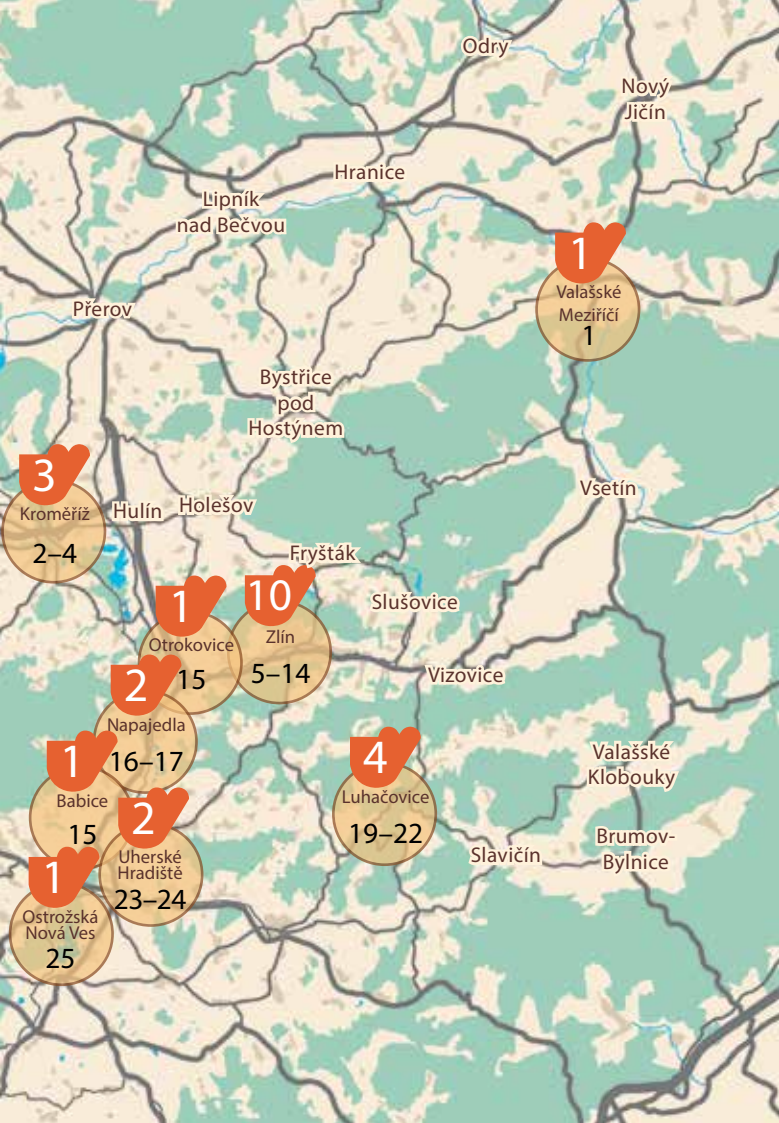 Odry
Nový
Jičín
Hranice
Lipník
nad Bečvou
1
Valašské
Meziříčí
1
Přerov
Bystřice
pod
Hostýnem
3
Kroměříž
2–4
Hulín
Holešov
Vsetín
Fryšták
1
Otrokovice
15
10
Zlín
5–14
Slušovice
Vizovice
2
Napajedla
16–17
1
Babice
15
4
Luhačovice
19–22
Valašské
Klobouky
2
Uherské
Hradiště
23–24
Slavičín
Brumov-
Bylnice
1
Ostrožská
Nová Ves
25